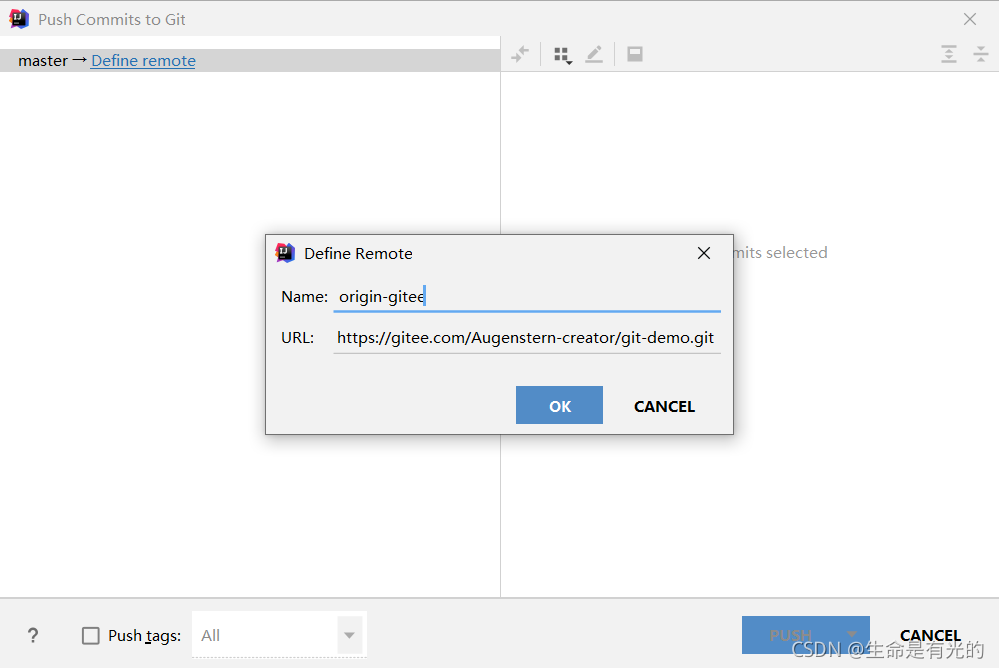 Push Commits to Git
master → Define remote
mits selected
Define Remote
Name: origin-gitee
URL: https://gitee.com/Augenstern-creator/git-demo.git
OK CANCEL
? Push tags: All PUSH CANCEL
CSDN @生命是有光的